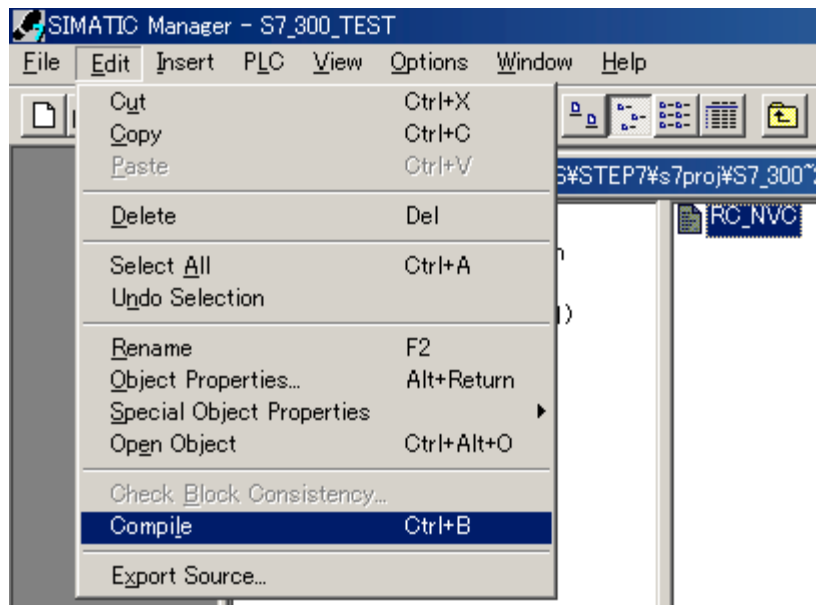 SIMATIC Manager - S7_300_TEST
File Edit Insert PLC View Options Window Help
Cut Ctrl+X
Copy Ctrl+C
Paste Ctrl+V
S¥STEP7¥s7proj¥S7_300~
Delete Del
RC_NVC
Select All Ctrl+A
Undo Selection
Rename F2
Object Properties... Alt+Return
Special Object Properties
Open Object Ctrl+Alt+O
Check Block Consistency...
Compile Ctrl+B
Export Source...